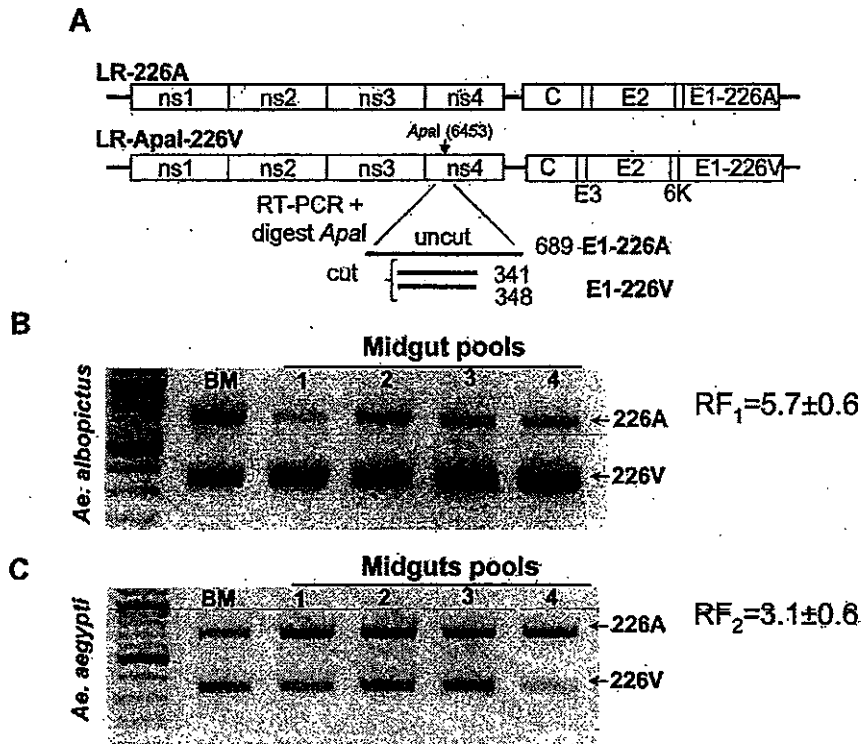 A
LR-226A
ns1 ns2 ns3 ns4 C E2 E1-226A
ApaI (6453)
LR-ApaI-226V
ns1 ns2 ns3 ns4 C E2 E1-226V
E3 6K
RT-PCR +
digest ApaI
uncut
689 E1-226A
cut
341
348
E1-226V
B
Midgut pools
BM 1 2 3 4
Ae. albopictus
226A
226V
RF1=5.7±0.6
C
Midguts pools
BM 1 2 3 4
Ae. aegypti
226A
226V
RF2=3.1±0.6